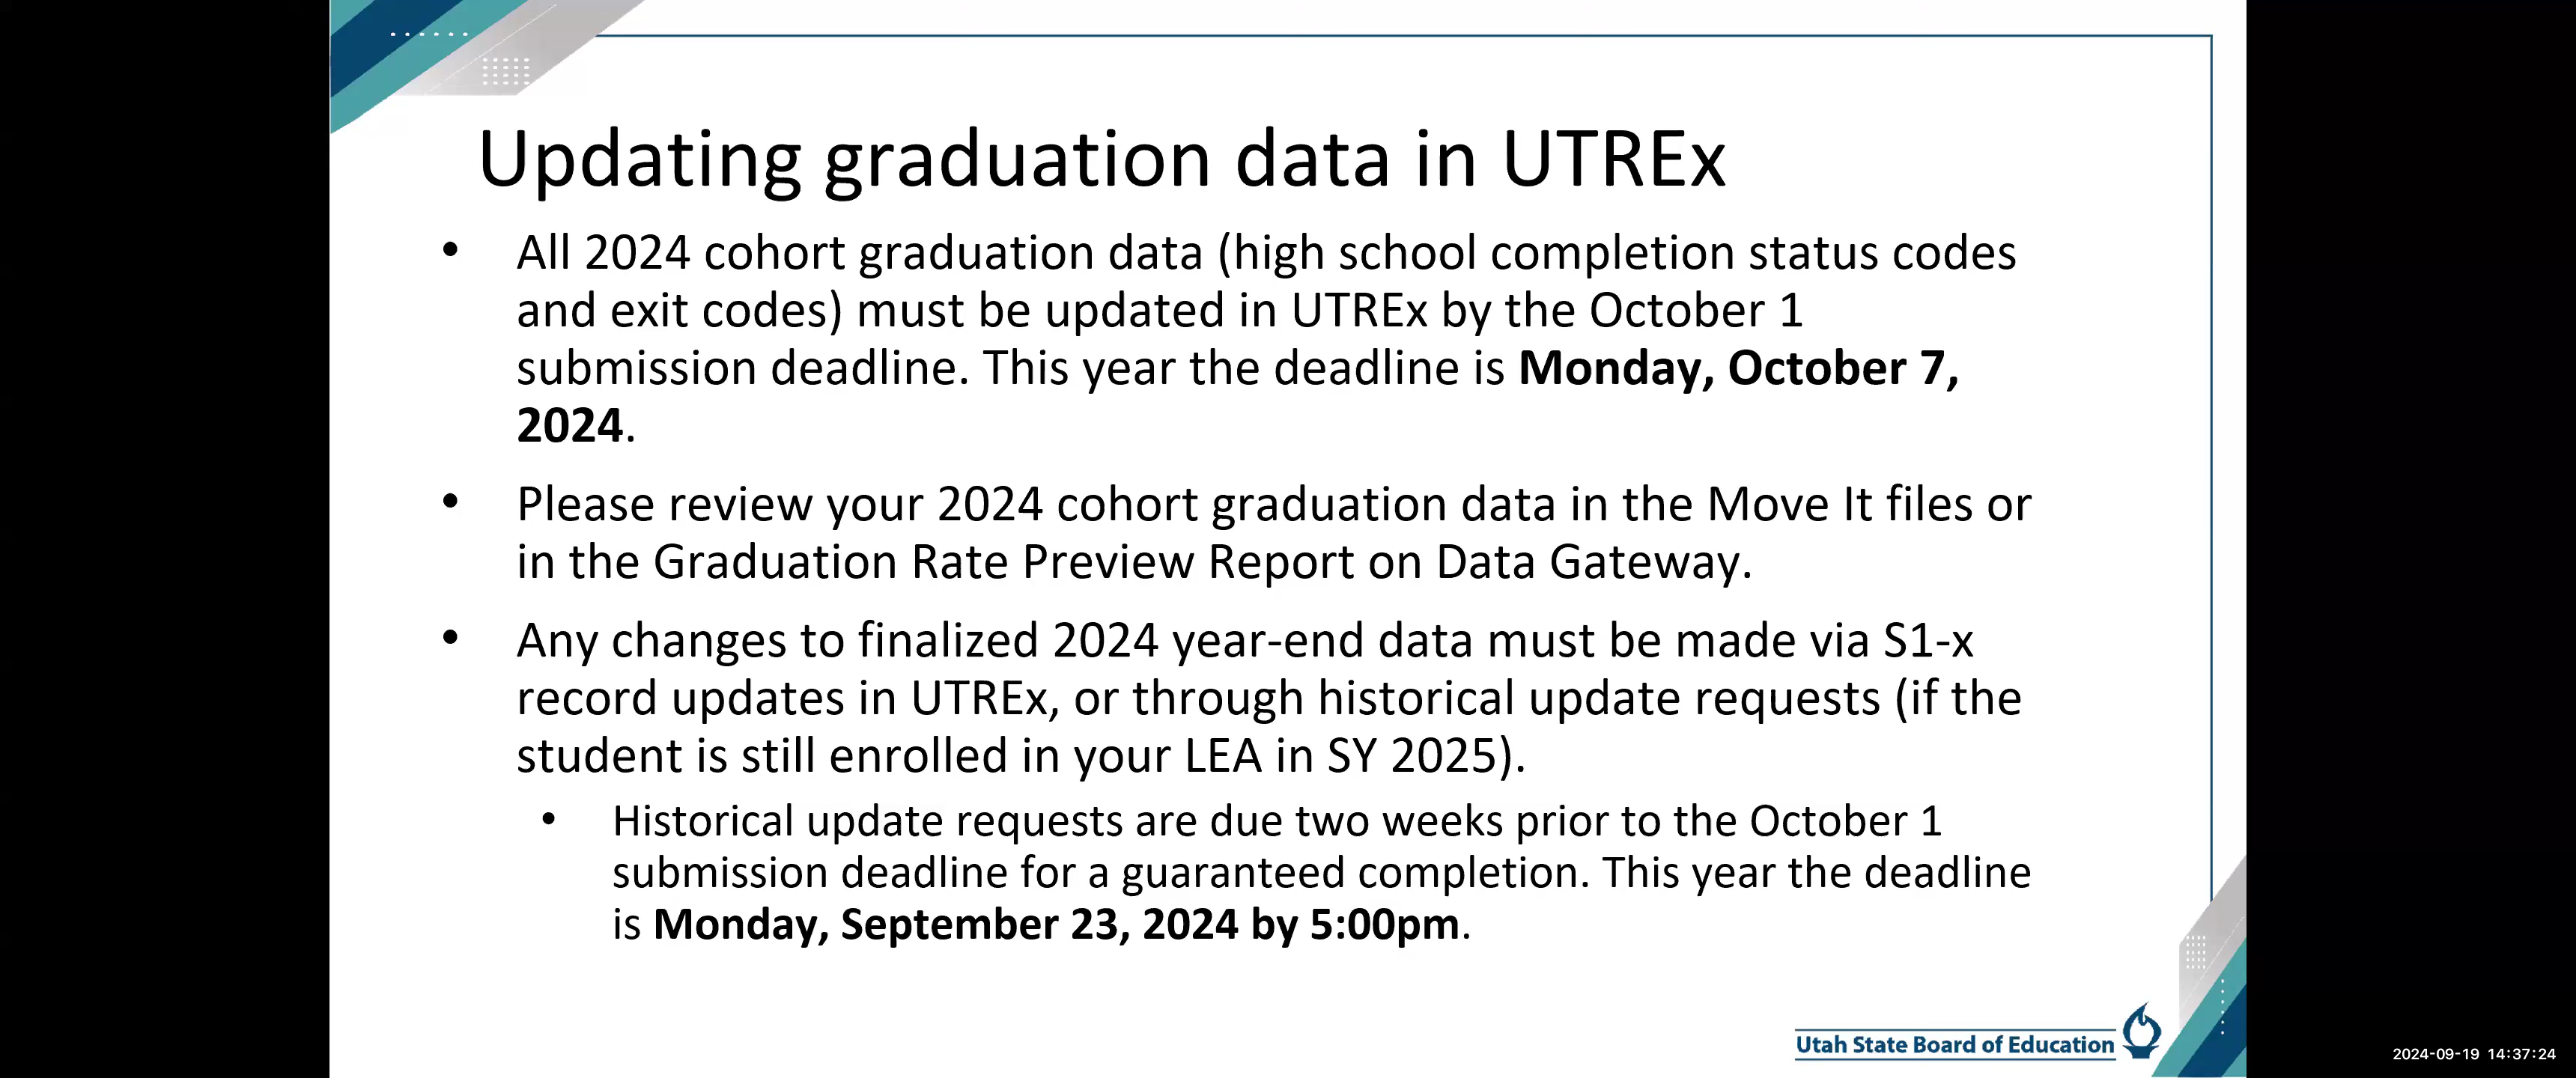 Updating graduation data in UTREx
• All 2024 cohort graduation data (high school completion status codes
and exit codes) must be updated in UTREx by the October 1
submission deadline. This year the deadline is Monday, October 7,
2024.
• Please review your 2024 cohort graduation data in the Move It files or
in the Graduation Rate Preview Report on Data Gateway.
• Any changes to finalized 2024 year-end data must be made via S1-x
record updates in UTREx, or through historical update requests (if the
student is still enrolled in your LEA in SY 2025).
• Historical update requests are due two weeks prior to the October 1
submission deadline for a guaranteed completion. This year the deadline
is Monday, September 23, 2024 by 5:00pm.
Utah State Board of Education
2024-09-19 14:37:24